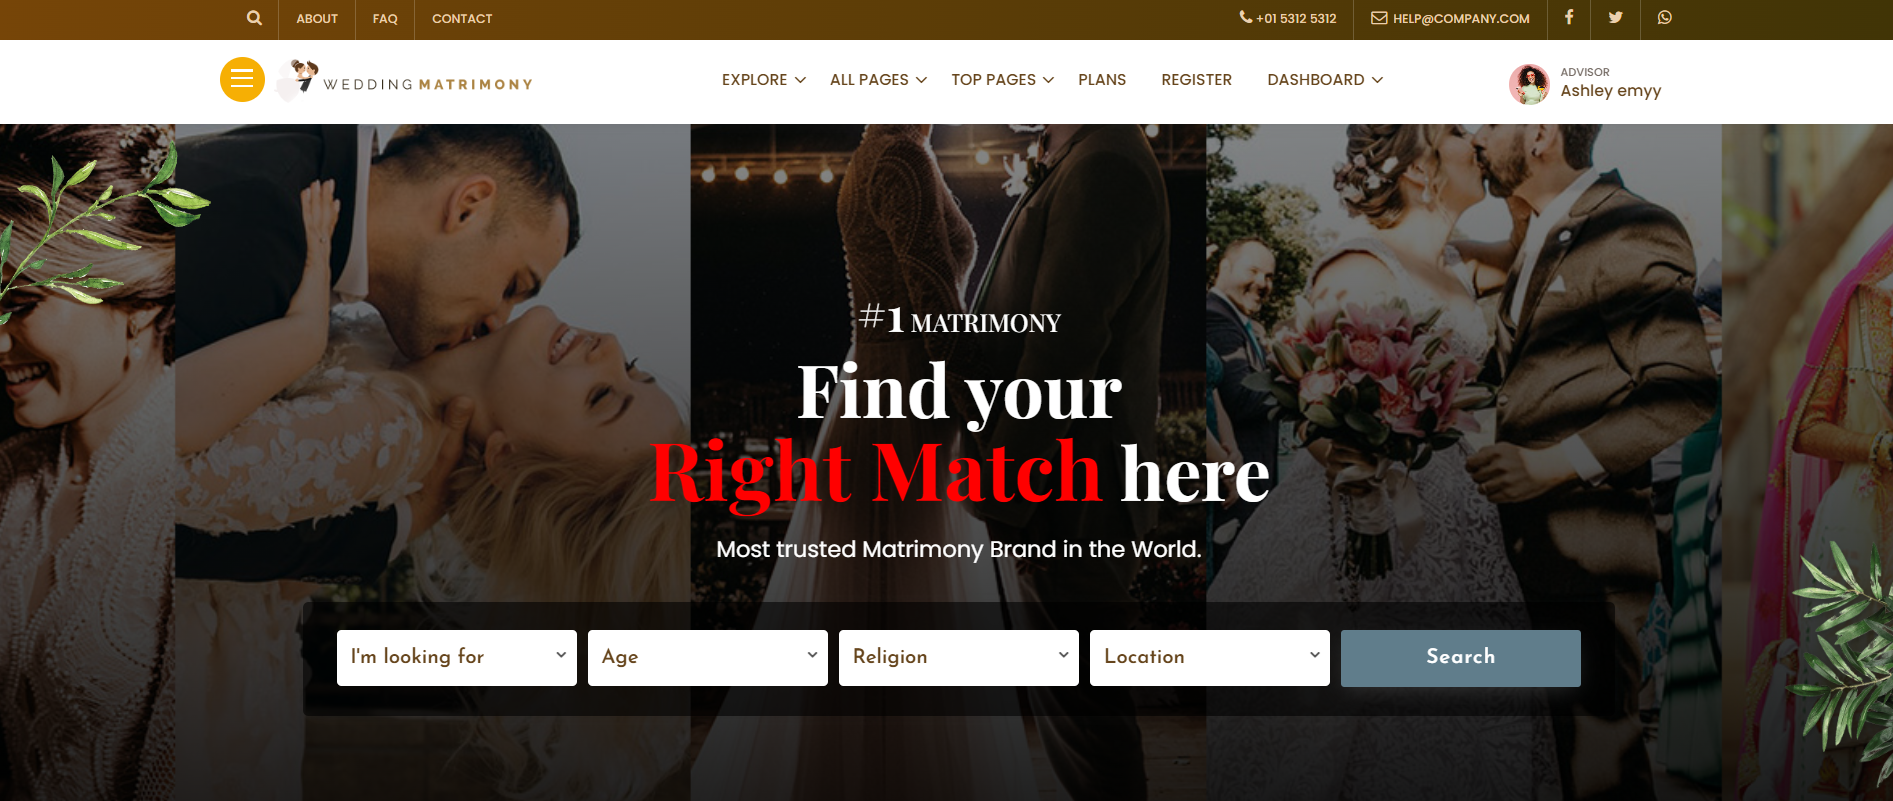 ABOUT FAQ CONTACT +01 5312 5312 HELP@COMPANY.COM
WEDDING MATRIMONY EXPLORE ALL PAGES TOP PAGES PLANS REGISTER DASHBOARD
ADVISOR
Ashley emyy
#1 MATRIMONY
Find your
Right Match here
Most trusted Matrimony Brand in the World.
I'm looking for Age Religion Location Search